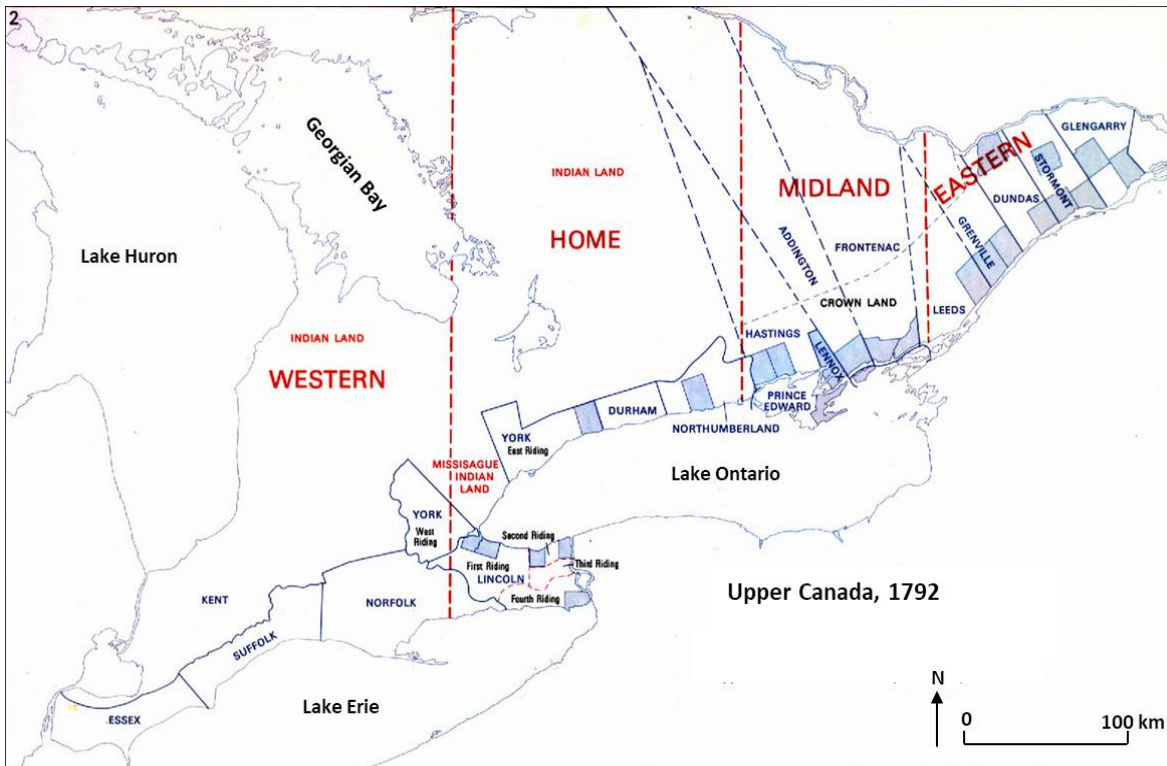 2
Georgian Bay
Lake Huron
INDIAN LAND
HOME
MIDLAND
EASTERN
GLENGARRY
STORMONT
DUNDAS
GRENVILLE
LEEDS
ADDINGTON
FRONTENAC
CROWN LAND
HASTINGS
LENNOX
PRINCE
EDWARD
INDIAN LAND
WESTERN
DURHAM
NORTHUMBERLAND
YORK
East Riding
MISSISAGUE
INDIAN
LAND
Lake Ontario
YORK
West
Riding
Second Riding
First Riding
Third Riding
LINCOLN
Fourth Riding
KENT
NORFOLK
SUFFOLK
ESSEX
Lake Erie
Upper Canada, 1792
N
0
100 km